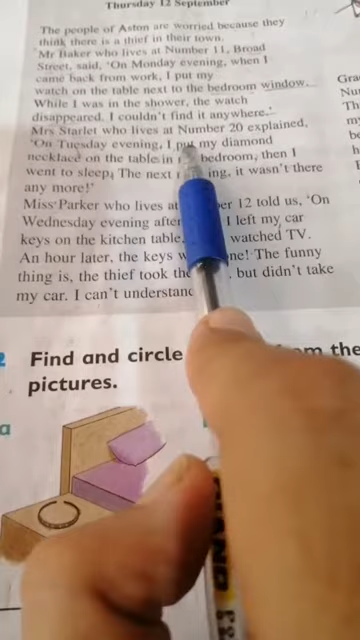 Thursday 12 September
The people of Aston are worried because they
think there is a thief in their town.
Mr Baker who lives at Number 11, Broad
Street, said, 'On Monday evening, when I
came back from work, I put my
watch on the table next to the bedroom window.
While I was in the shower, the watch
disappeared. I couldn't find it anywhere.'
Mrs Starlet who lives at Number 20 explained,
'On Tuesday evening, I put my diamond
necklace on the table in bedroom, then I
went to sleep. The next ing, it wasn't there
any more!'
Miss Parker who lives at er 12 told us, 'On
Wednesday evening after I left my car
keys on the kitchen table, watched TV.
An hour later, the keys w ne! The funny
thing is, the thief took the , but didn't take
my car. I can't understand
2 Find and circle om the
pictures.
a